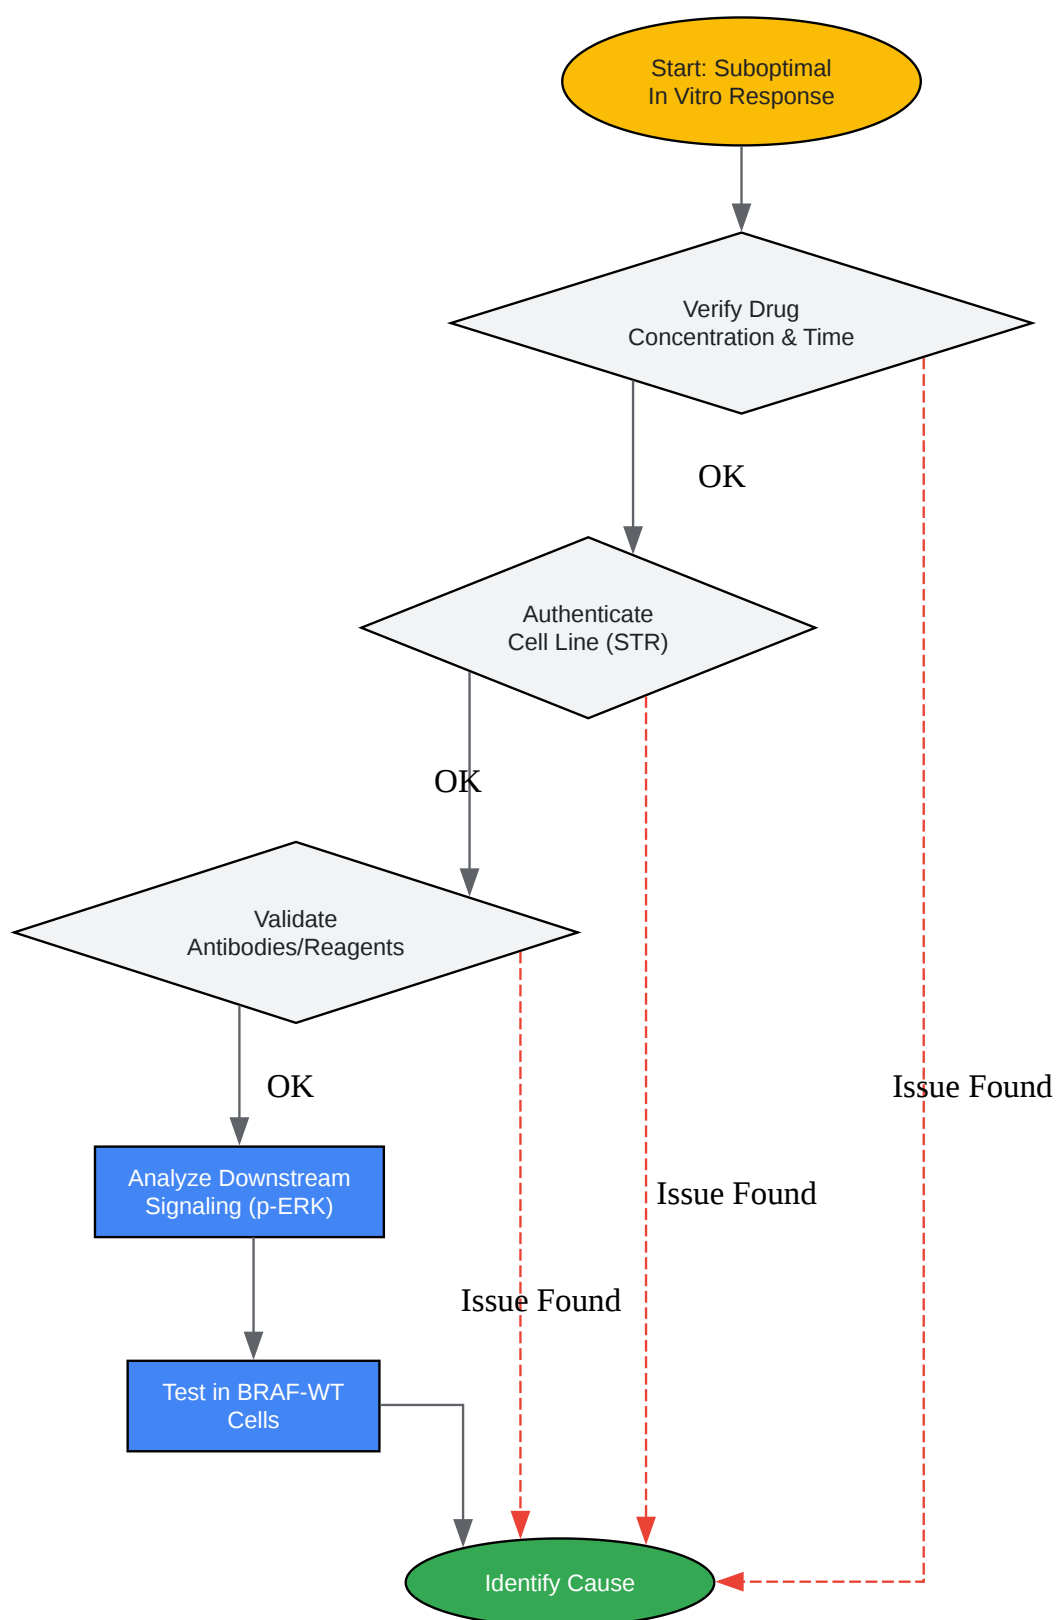 Start: Suboptimal
In Vitro Response
Verify Drug
Concentration & Time
OK
Authenticate
Cell Line (STR)
OK
Validate
Antibodies/Reagents
OK
Issue Found
Analyze Downstream
Signaling (p-ERK)
Issue Found
Issue Found
Test in BRAF-WT
Cells
Identify Cause